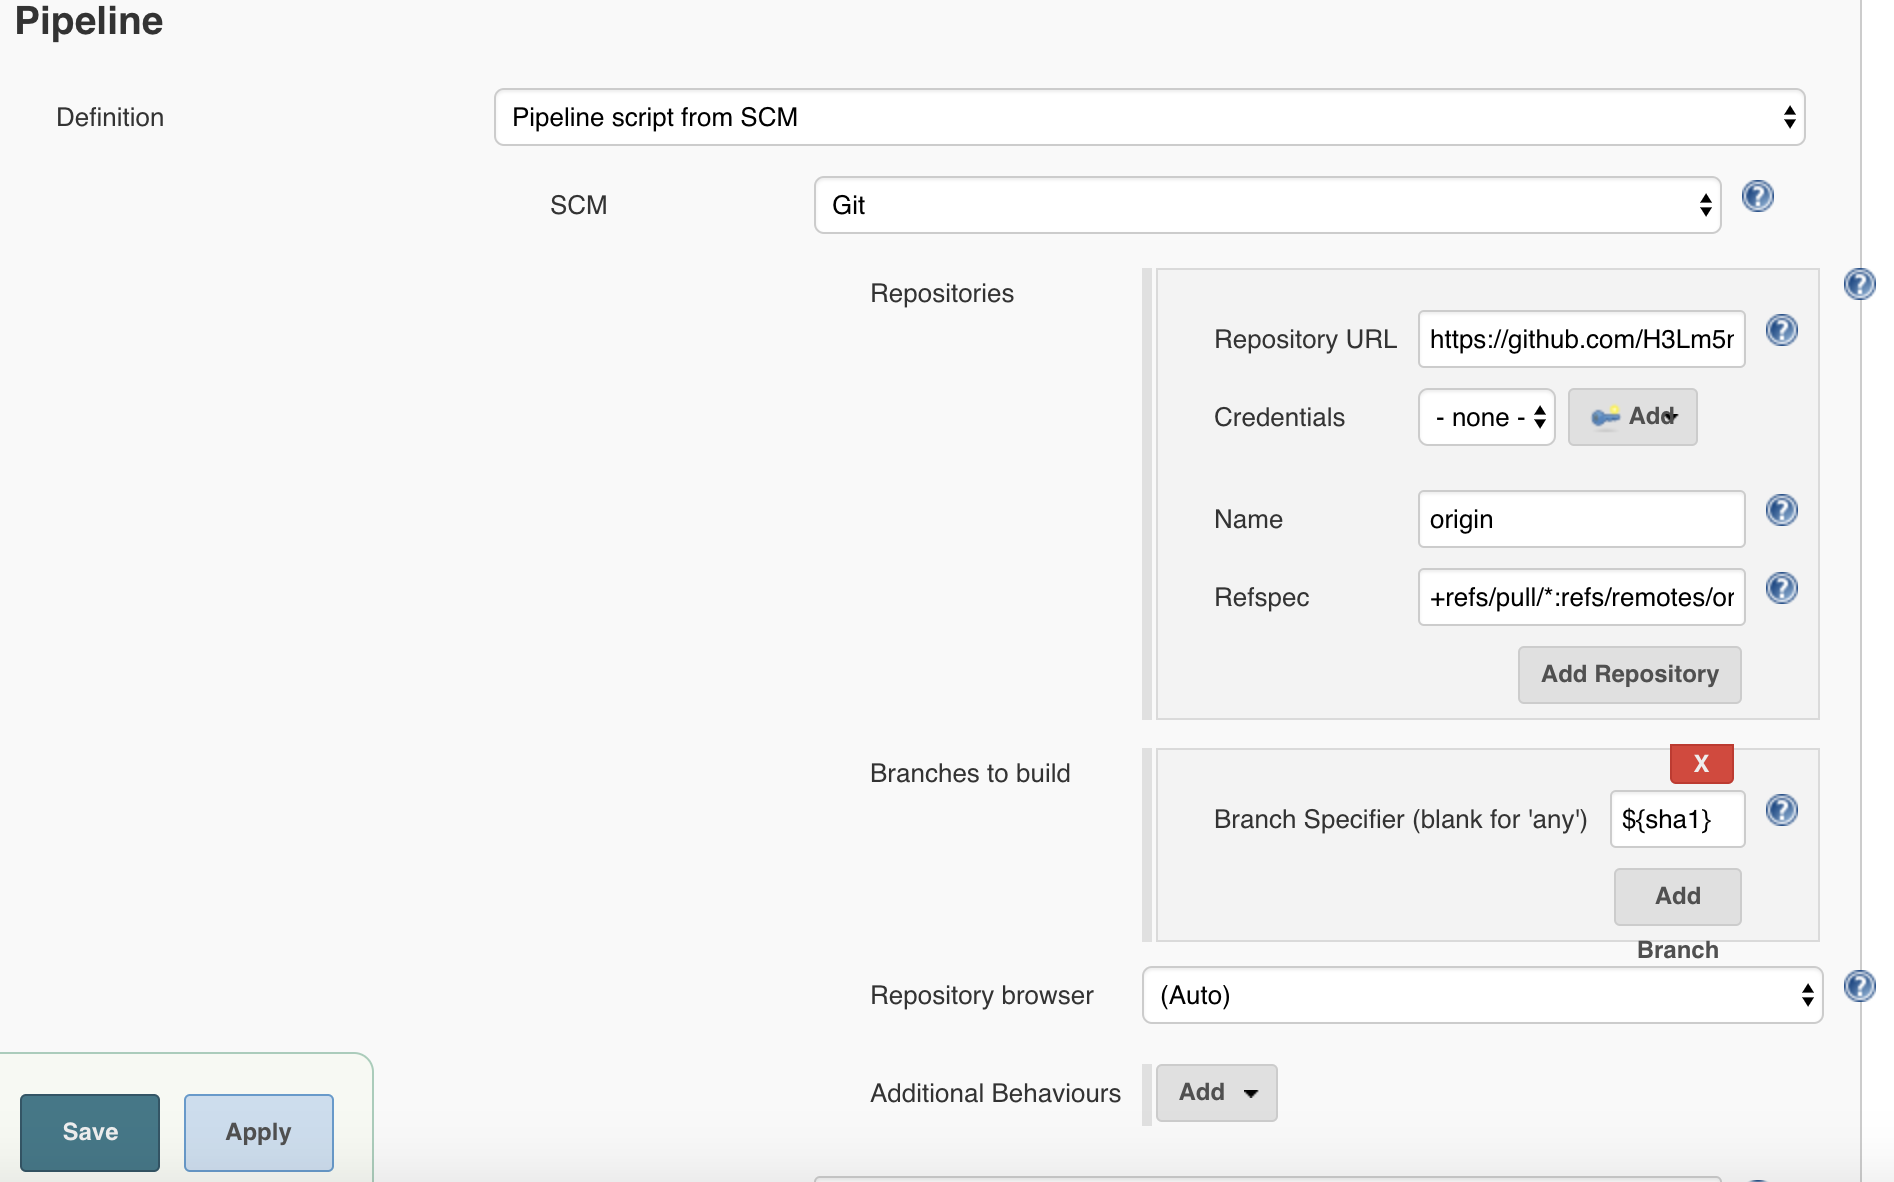 Pipeline
Definition
Pipeline script from SCM
SCM
Git
Repositories
Repository URL
https://github.com/H3Lm5r
Credentials
- none -
Add
Name
origin
Refspec
+refs/pull/*:refs/remotes/or
Add Repository
Branches to build
X
Branch Specifier (blank for 'any')
${sha1}
Add
Branch
Repository browser
(Auto)
Additional Behaviours
Add
Save
Apply